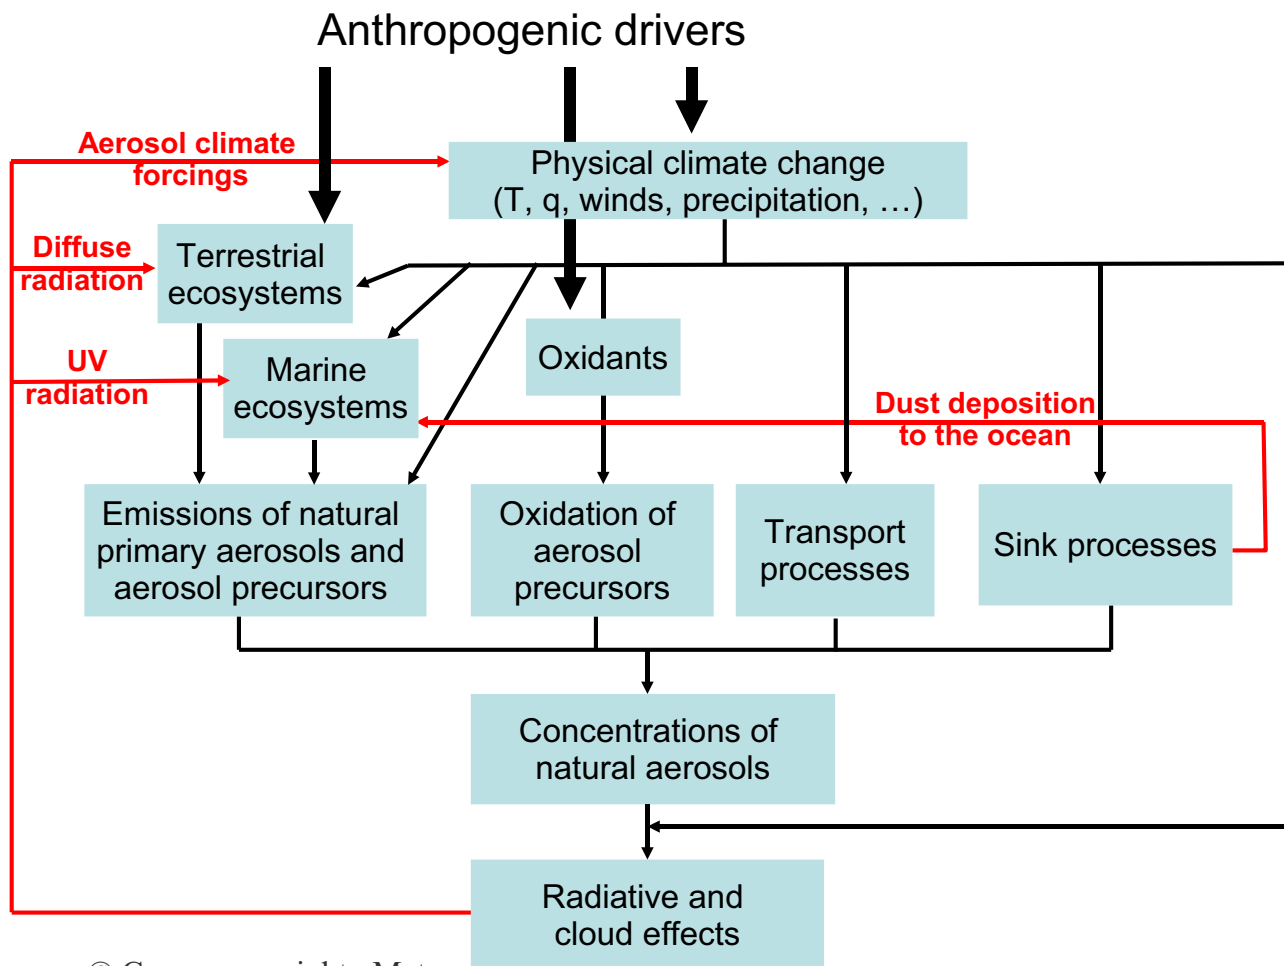 Anthropogenic drivers
Aerosol climate
forcings
Physical climate change
(T, q, winds, precipitation, …)
Diffuse
radiation
Terrestrial
ecosystems
UV
radiation
Marine
ecosystems
Oxidants
Dust deposition
to the ocean
Emissions of natural
primary aerosols and
aerosol precursors
Oxidation of
aerosol
precursors
Transport
processes
Sink processes
Concentrations of
natural aerosols
Radiative and
cloud effects